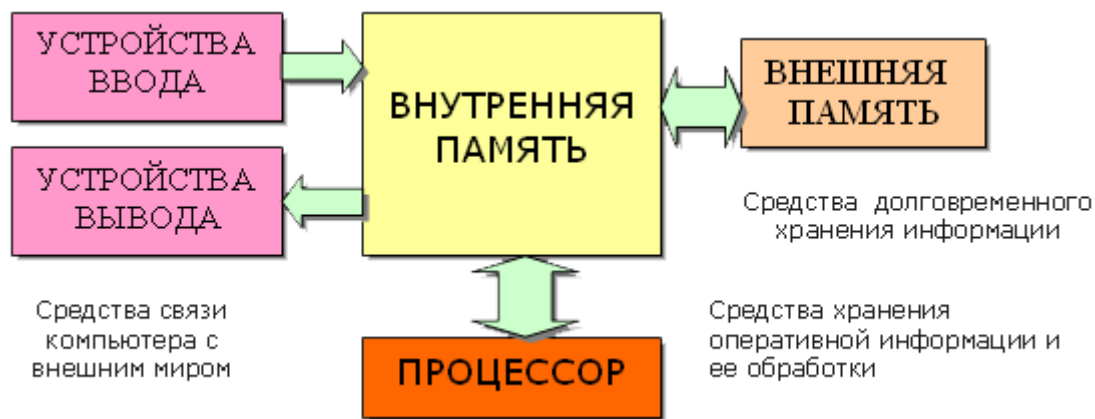 УСТРОЙСТВА
ВВОДА
УСТРОЙСТВА
ВЫВОДА
ВНУТРЕННЯЯ
ПАМЯТЬ
ВНЕШНЯЯ
ПАМЯТЬ
Средства долговременного
хранения информации
Средства связи
компьютера с
внешним миром
ПРОЦЕССОР
Средства хранения
оперативной информации и
ее обработки